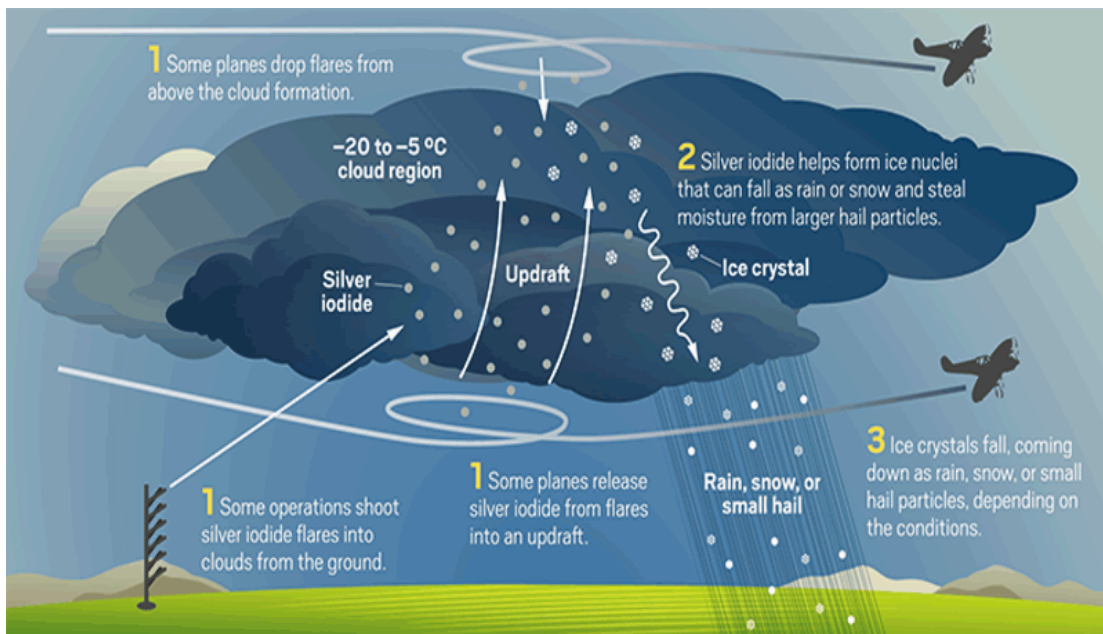 1 Some planes drop flares from
above the cloud formation.
–20 to –5 ºC
cloud region
2 Silver iodide helps form ice nuclei
that can fall as rain or snow and steal
moisture from larger hail particles.
Silver
iodide
Updraft
Ice crystal
1 Some operations shoot
silver iodide flares into
clouds from the ground.
1 Some planes release
silver iodide from flares
into an updraft.
Rain, snow, or
small hail
3 Ice crystals fall, coming
down as rain, snow, or small
hail particles, depending on
the conditions.